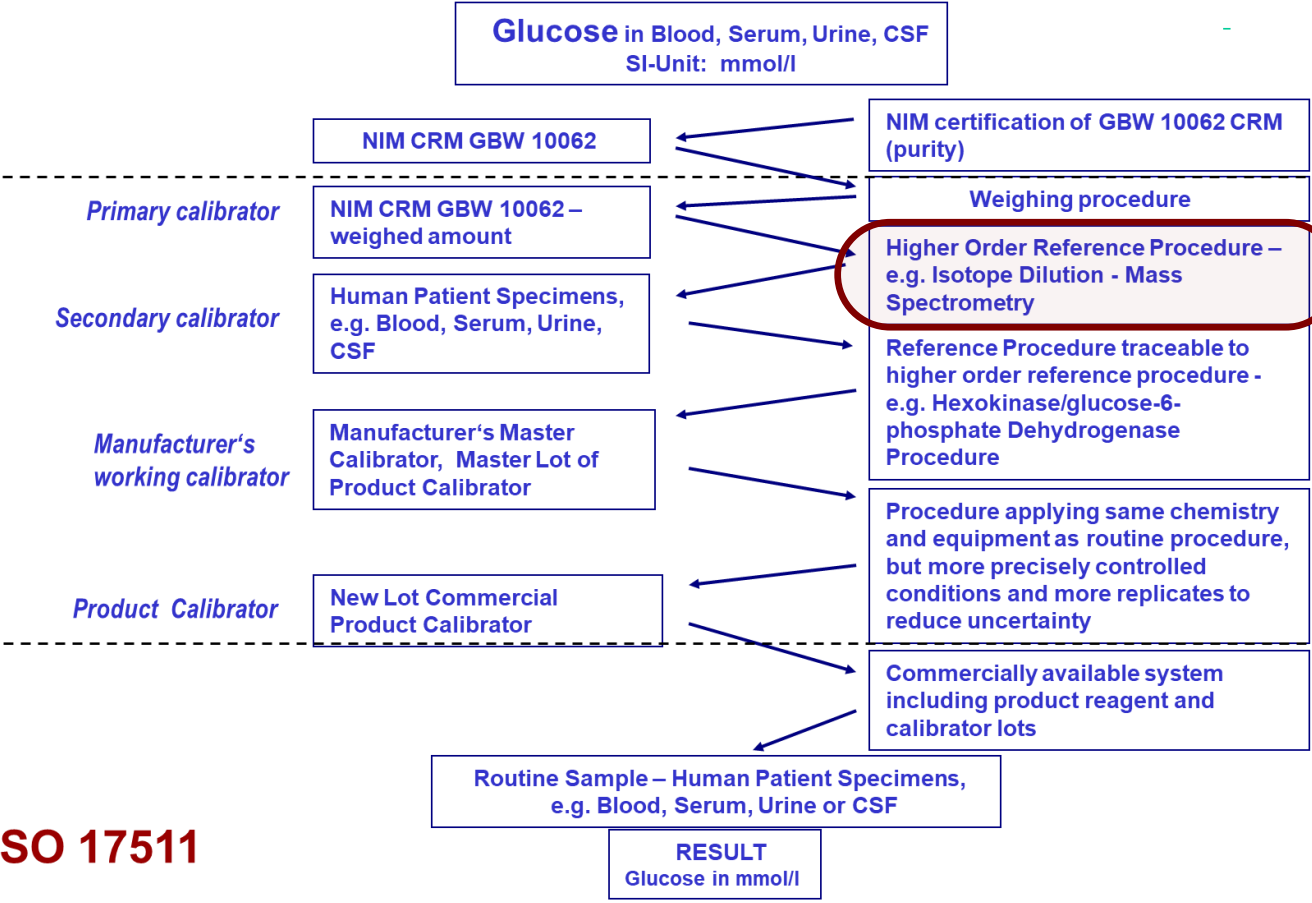 Glucose in Blood, Serum, Urine, CSF
SI-Unit: mmol/l
NIM CRM GBW 10062
NIM certification of GBW 10062 CRM
(purity)
Primary calibrator
NIM CRM GBW 10062 –
weighed amount
Weighing procedure
Higher Order Reference Procedure –
e.g. Isotope Dilution - Mass
Spectrometry
Secondary calibrator
Human Patient Specimens,
e.g. Blood, Serum, Urine,
CSF
Reference Procedure traceable to
higher order reference procedure -
e.g. Hexokinase/glucose-6-
phosphate Dehydrogenase
Procedure
Manufacturer‘s
working calibrator
Manufacturer‘s Master
Calibrator, Master Lot of
Product Calibrator
Procedure applying same chemistry
and equipment as routine procedure,
but more precisely controlled
conditions and more replicates to
reduce uncertainty
Product Calibrator
New Lot Commercial
Product Calibrator
Commercially available system
including product reagent and
calibrator lots
Routine Sample – Human Patient Specimens,
e.g. Blood, Serum, Urine or CSF
SO 17511
RESULT
Glucose in mmol/l